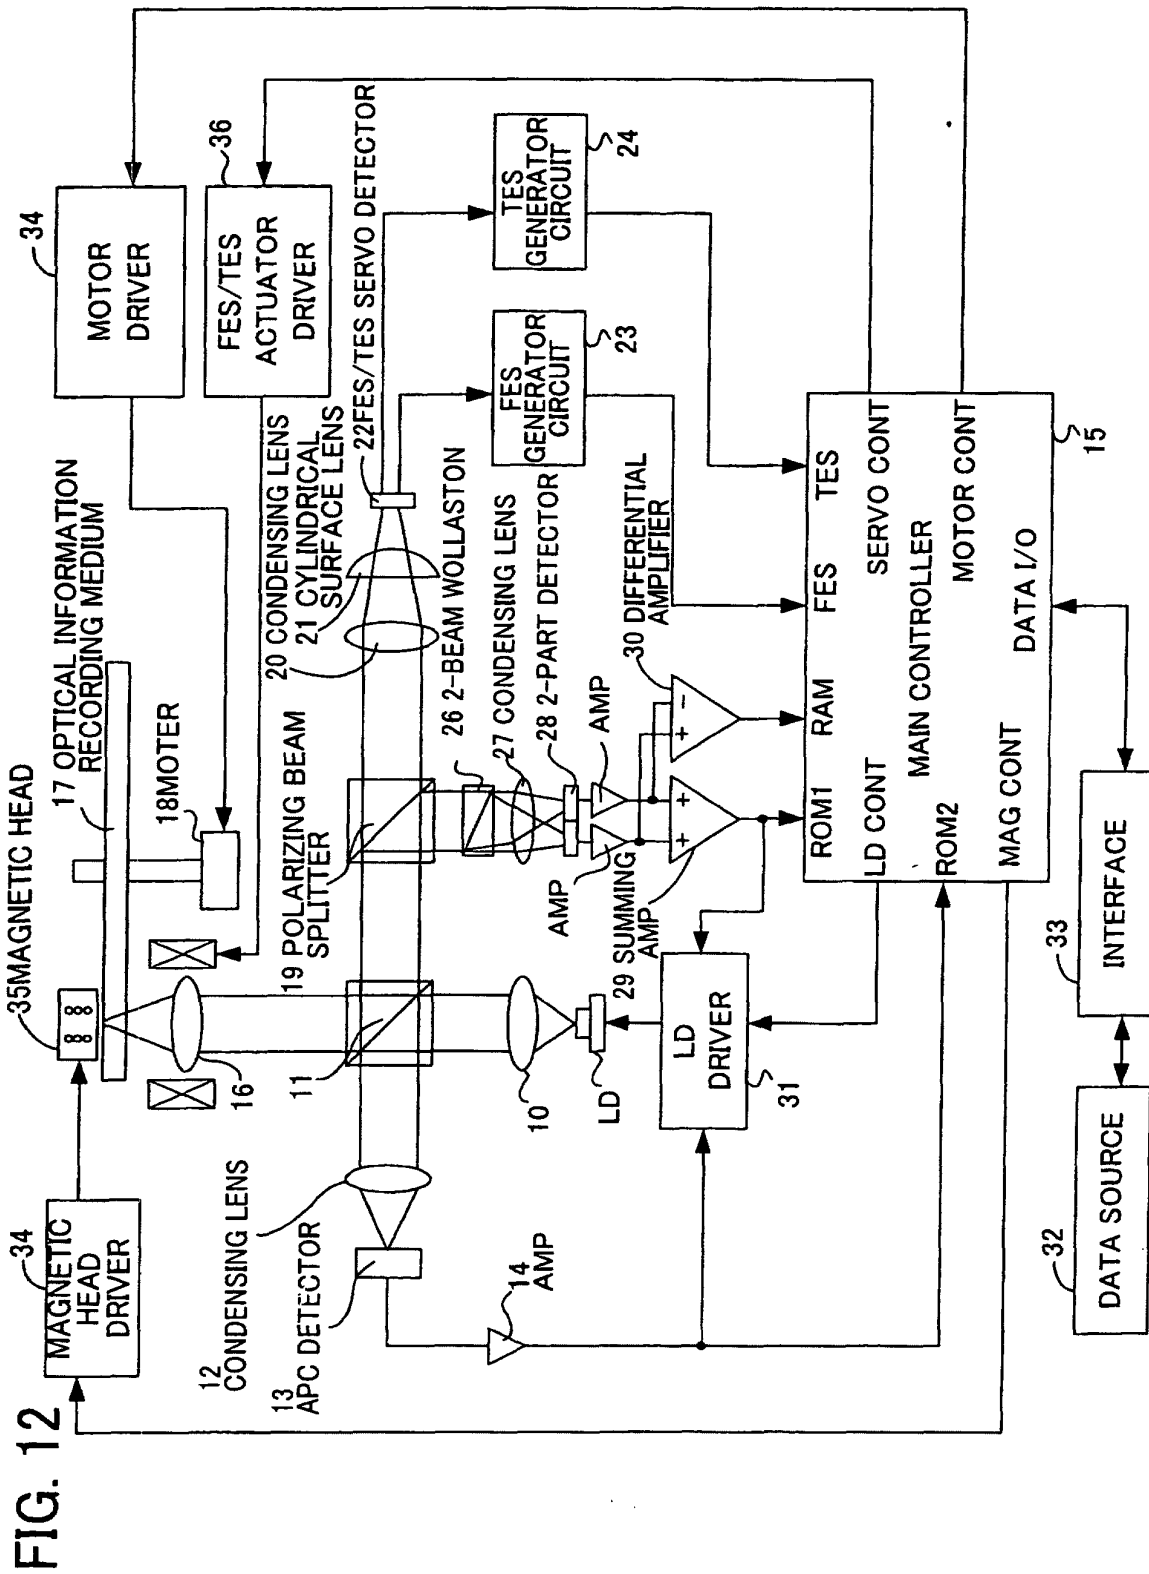 FIG. 12
34
MAGNETIC
HEAD
DRIVER
35MAGNETIC HEAD
17 OPTICAL INFORMATION
RECORDING MEDIUM
18MOTER
34
MOTOR
DRIVER
36
FES/TES
ACTUATOR
DRIVER
16
12
CONDENSING LENS
13
APC DETECTOR
11
10
LD
19 POLARIZING BEAM
SPLITTER
20 CONDENSING LENS
21 CYLINDRICAL
SURFACE LENS
22FES/TES SERVO DETECTOR
26 2-BEAM WOLLASTON
27 CONDENSING LENS
28 2-PART DETECTOR
AMP
AMP
29 SUMMING
AMP
30 DIFFERENTIAL
AMPLIFIER
+
+
+
-
FES
GENERATOR
CIRCUIT
23
TES
GENERATOR
CIRCUIT
24
14
AMP
LD
DRIVER
31
ROM1
RAM
FES
TES
LD CONT
SERVO CONT
MAIN CONTROLLER
ROM2
MOTOR CONT
MAG CONT
DATA I/O
15
32
DATA SOURCE
33
INTERFACE